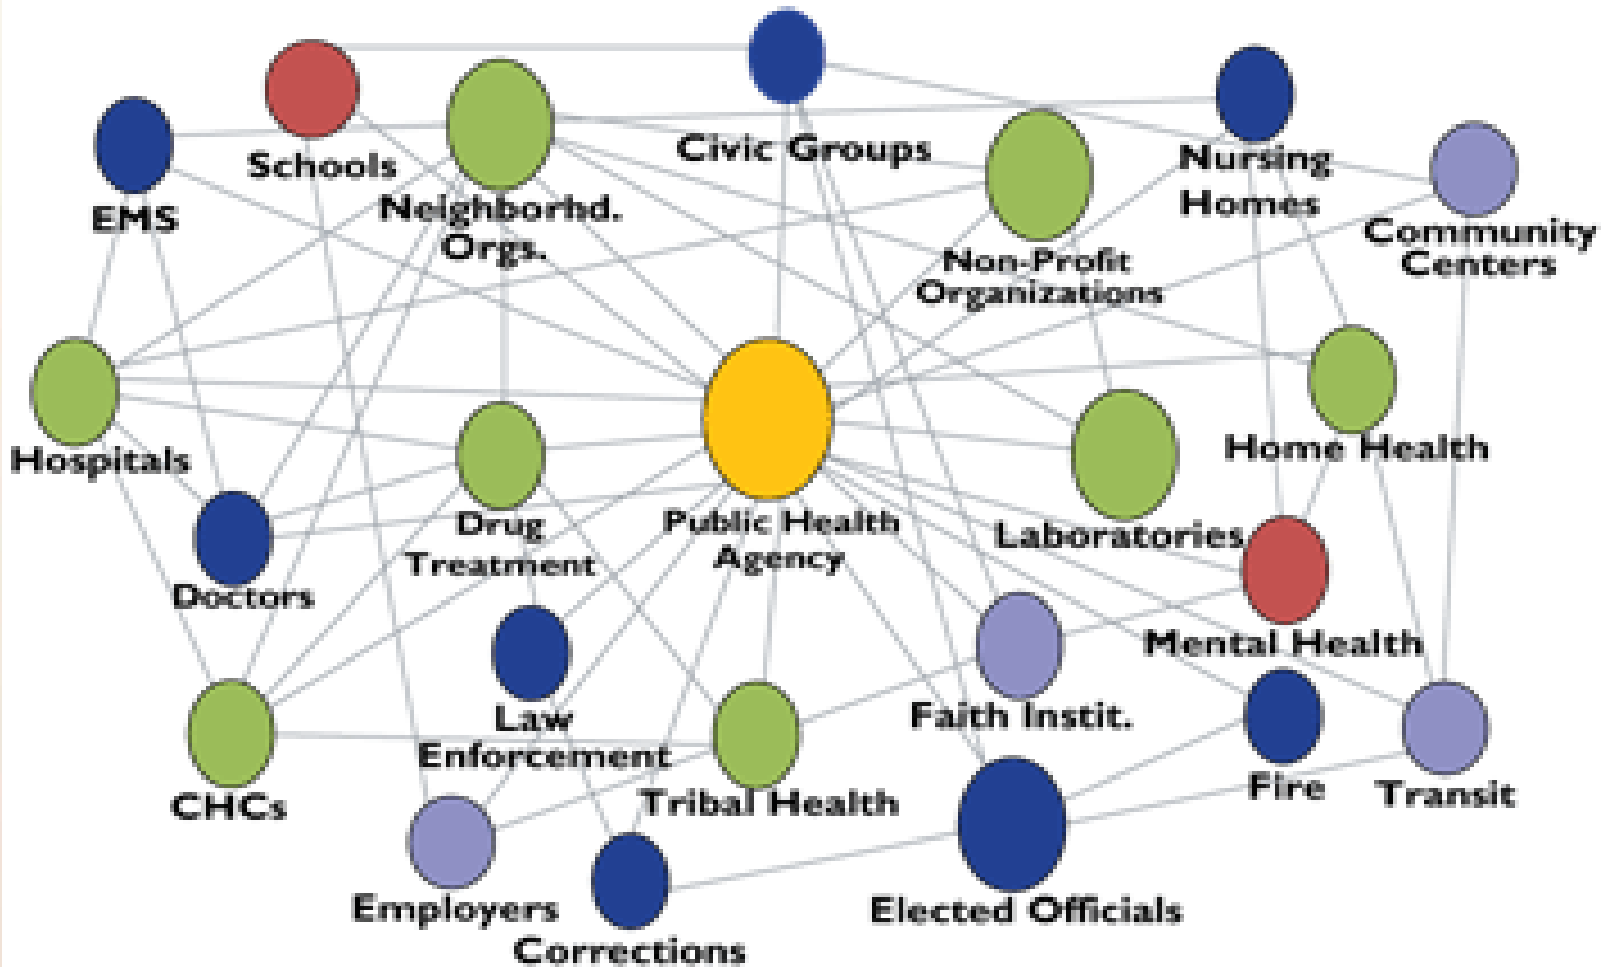 Civic Groups
Schools
Nursing
Homes
EMS
Neighborhd.
Orgs.
Community
Centers
Non-Profit
Organizations
Hospitals
Home Health
Drug
Treatment
Public Health
Agency
Laboratories
Doctors
Mental Health
Law
Enforcement
Faith Instit.
CHCs
Tribal Health
Fire
Transit
Employers
Elected Officials
Corrections